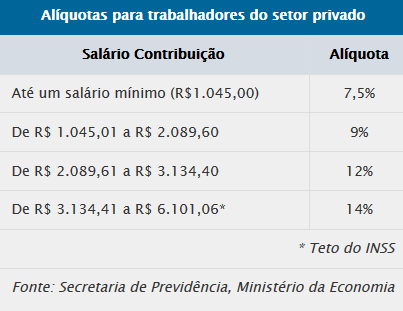 Alíquotas para trabalhadores do setor privado
Salário Contribuição Alíquota
Até um salário mínimo (R$1.045,00) 7,5%
De R$ 1.045,01 a R$ 2.089,60 9%
De R$ 2.089,61 a R$ 3.134,40 12%
De R$ 3.134,41 a R$ 6.101,06* 14%
* Teto do INSS
Fonte: Secretaria de Previdência, Ministério da Economia